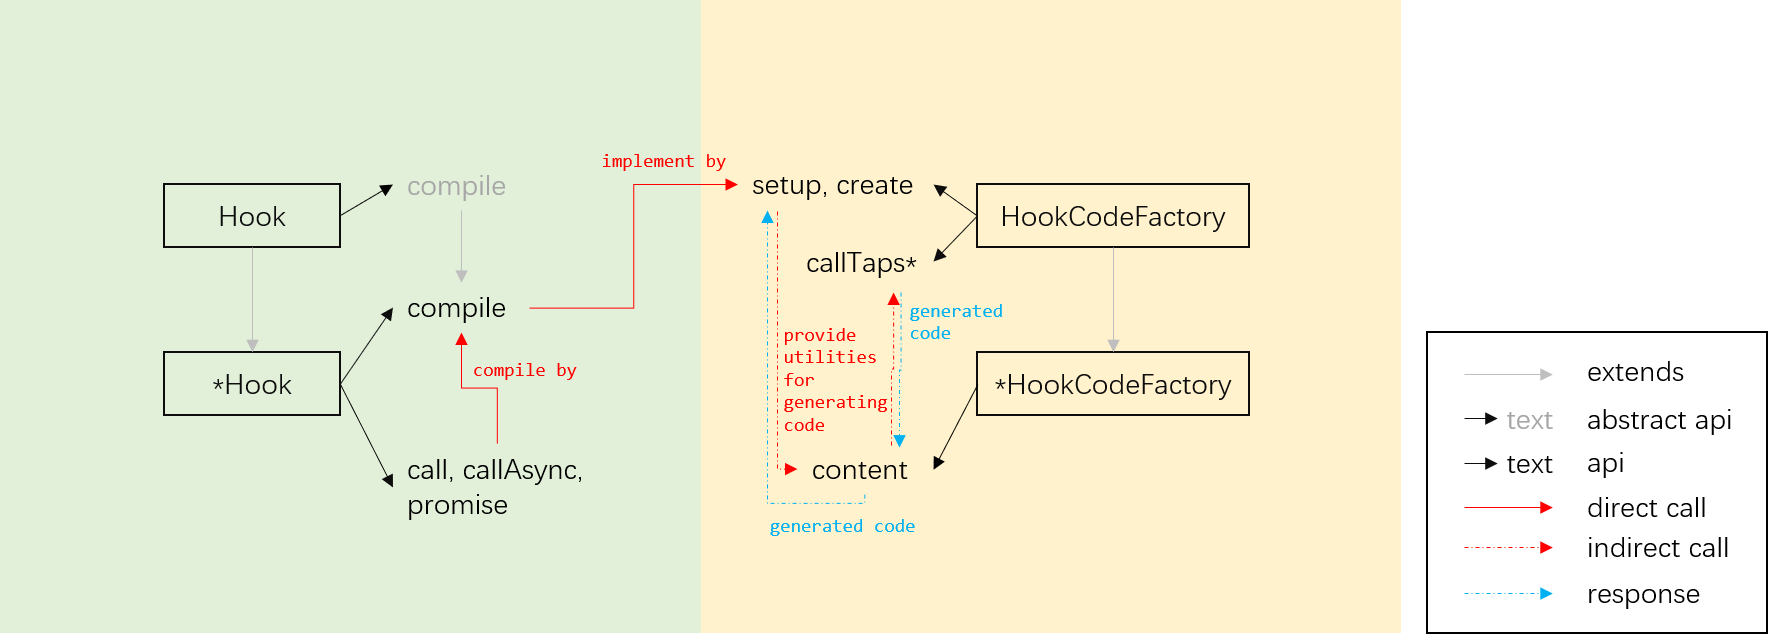 implement by
compile
setup, create
Hook
HookCodeFactory
callTaps*
compile
generated
code
provide
utilities
for
generating
code
compile by
*Hook
*HookCodeFactory
call, callAsync,
promise
content
generated code
extends
text abstract api
text api
direct call
indirect call
response